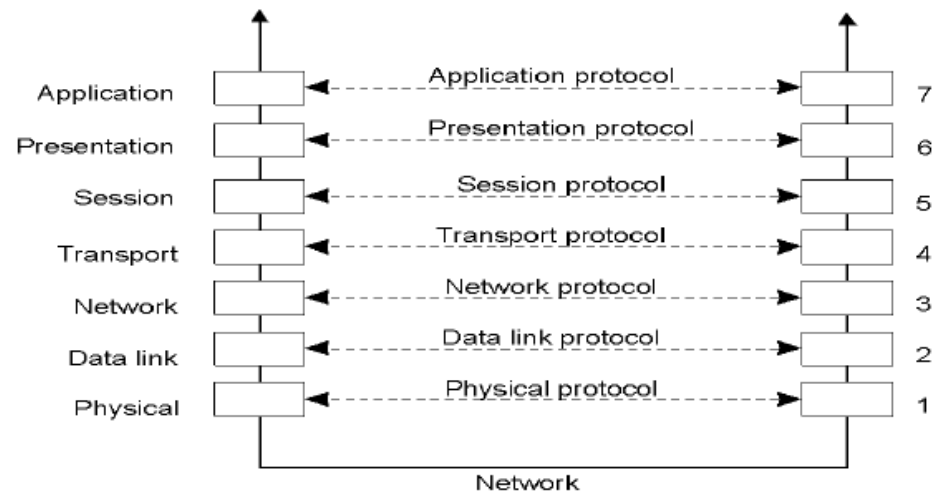 Application Application protocol 7
Presentation Presentation protocol 6
Session Session protocol 5
Transport Transport protocol 4
Network Network protocol 3
Data link Data link protocol 2
Physical Physical protocol 1
Network